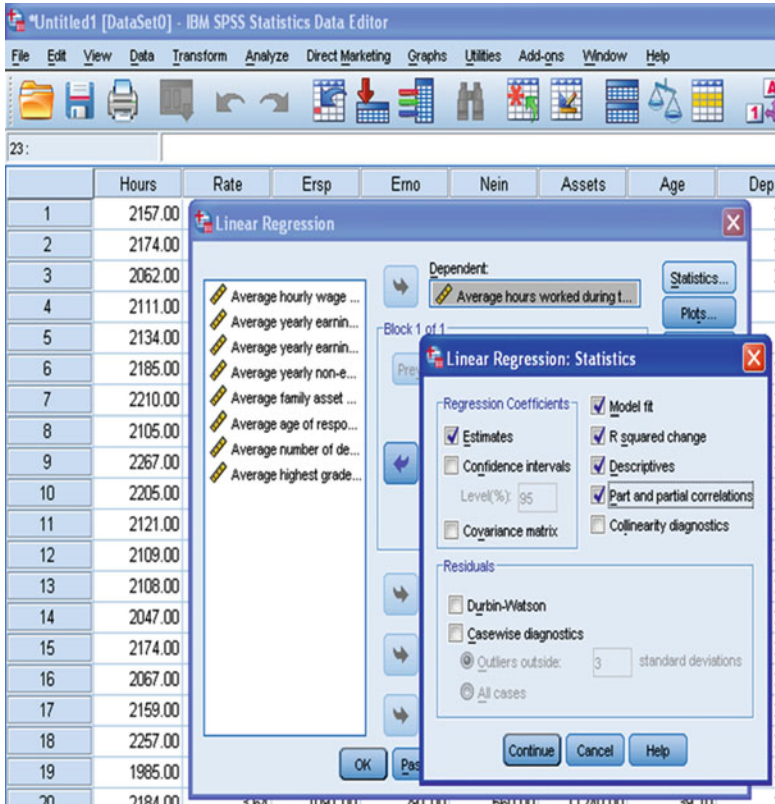 *Untitled1 [DataSet0] - IBM SPSS Statistics Data Editor
File Edit View Data Transform Analyze Direct Marketing Graphs Utilities Add-ons Window Help
23 :
Hours Rate Ersp Erno Nein Assets Age Dep
1 2157.00
2 2174.00
3 2062.00
4 2111.00
5 2134.00
6 2185.00
7 2210.00
8 2105.00
9 2267.00
10 2205.00
11 2121.00
12 2109.00
13 2108.00
14 2047.00
15 2174.00
16 2067.00
17 2159.00
18 2257.00
19 1985.00
20 2184.00
Linear Regression
Average hourly wage ...
Average yearly earnin...
Average yearly earnin...
Average yearly non-e...
Average family asset ...
Average age of respo...
Average number of de...
Average highest grade...
Dependent:
Average hours worked during t...
Block 1 of 1
Prev
Statistics...
Plots...
OK
Pas
Linear Regression: Statistics
Regression Coefficients
Estimates
Confidence intervals
Level(%): 95
Covariance matrix
Model fit
R squared change
Descriptives
Part and partial correlations
Collinearity diagnostics
Residuals
Durbin-Watson
Casewise diagnostics
Outliers outside: 3 standard deviations
All cases
Continue Cancel Help